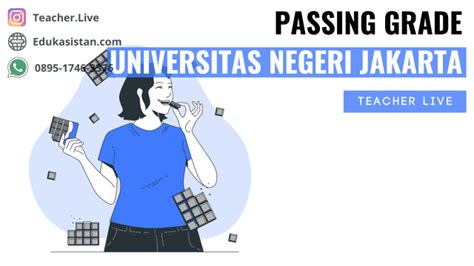 Teacher.Live
Edukasistan.com
0895-1746-
PASSING GRADE
UNIVERSITAS NEGERI JAKARTA
TEACHER LIVE